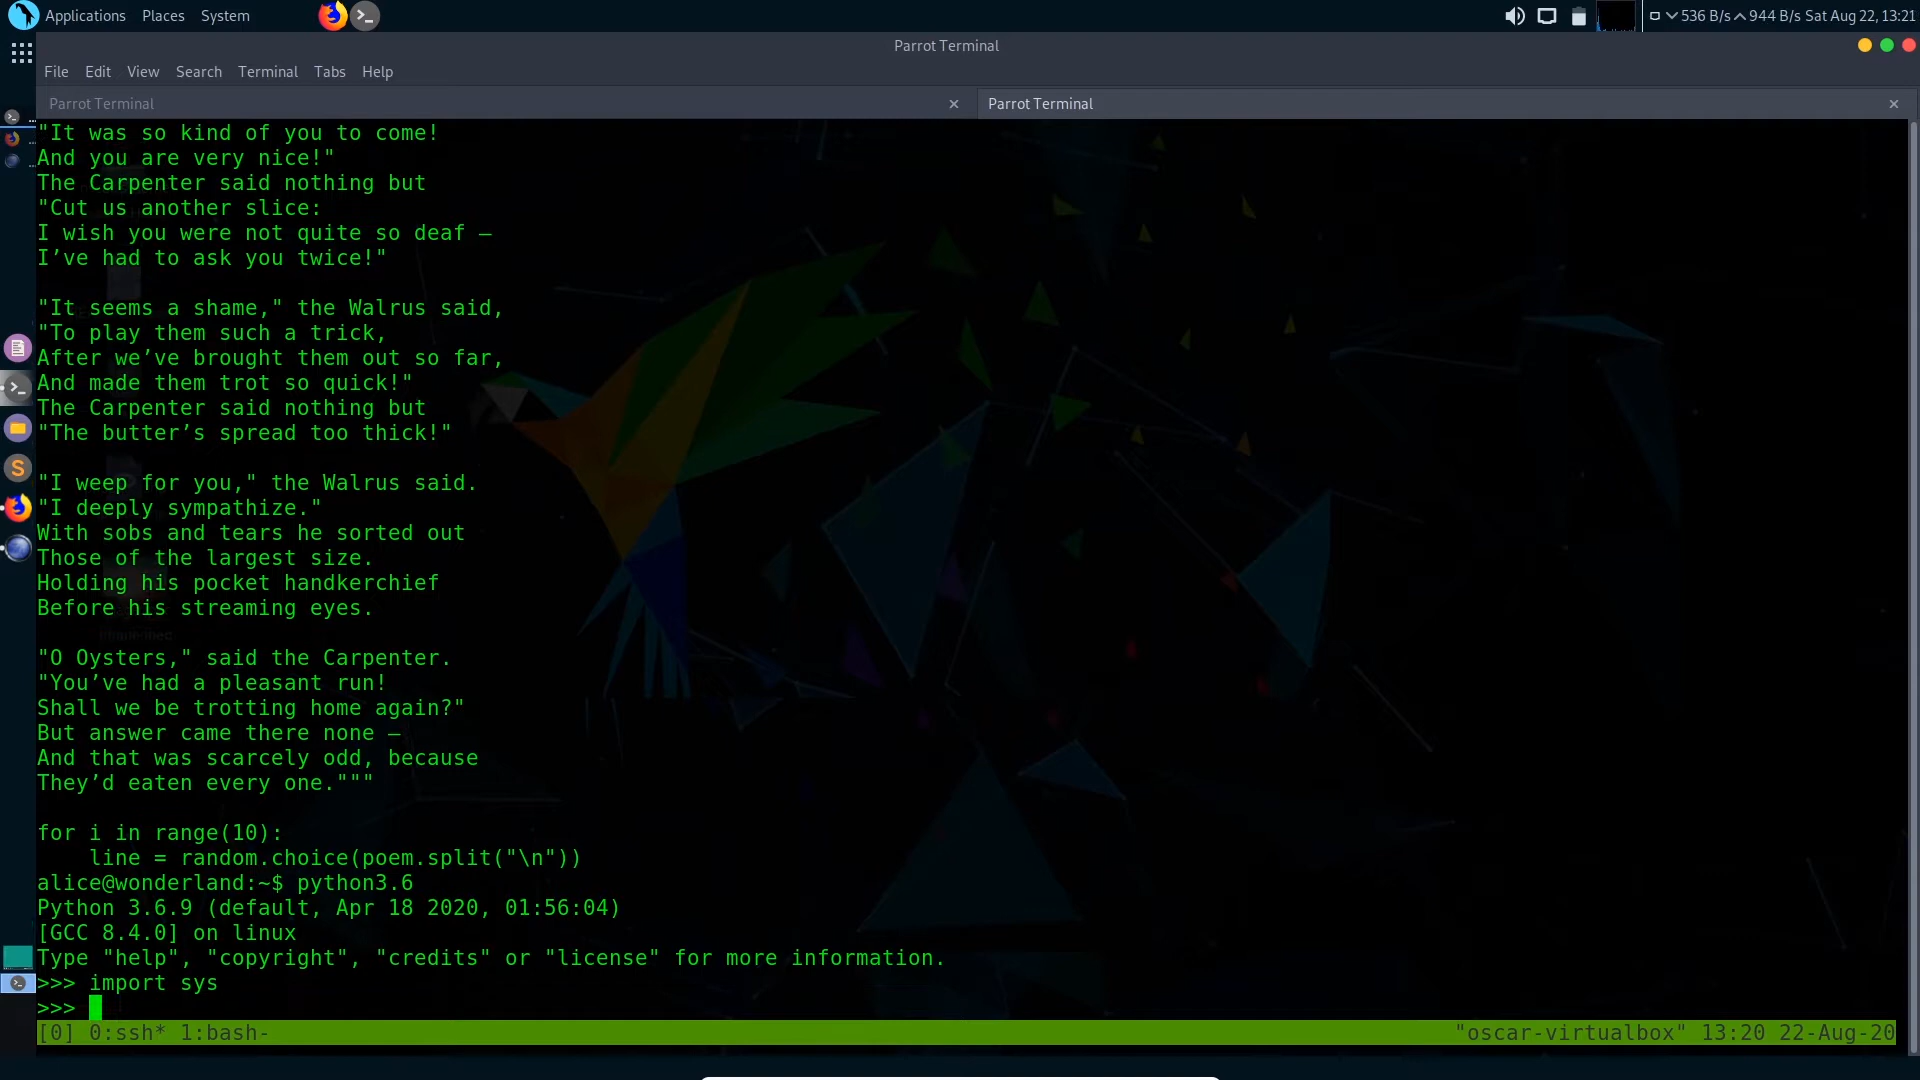 Applications Places System
536 B/s 944 B/s Sat Aug 22, 13:21
Parrot Terminal
File Edit View Search Terminal Tabs Help
Parrot Terminal
Parrot Terminal
"It was so kind of you to come!
And you are very nice!"
The Carpenter said nothing but
"Cut us another slice:
I wish you were not quite so deaf —
I’ve had to ask you twice!"
"It seems a shame," the Walrus said,
"To play them such a trick,
After we’ve brought them out so far,
And made them trot so quick!"
The Carpenter said nothing but
"The butter’s spread too thick!"
"I weep for you," the Walrus said.
"I deeply sympathize."
With sobs and tears he sorted out
Those of the largest size.
Holding his pocket handkerchief
Before his streaming eyes.
"O Oysters," said the Carpenter.
"You’ve had a pleasant run!
Shall we be trotting home again?"
But answer came there none —
And that was scarcely odd, because
They’d eaten every one."""
for i in range(10):
    line = random.choice(poem.split("\n"))
alice@wonderland:~$ python3.6
Python 3.6.9 (default, Apr 18 2020, 01:56:04)
[GCC 8.4.0] on linux
Type "help", "copyright", "credits" or "license" for more information.
>>> import sys
>>>
[0] 0:ssh* 1:bash- "oscar-virtualbox" 13:20 22-Aug-20